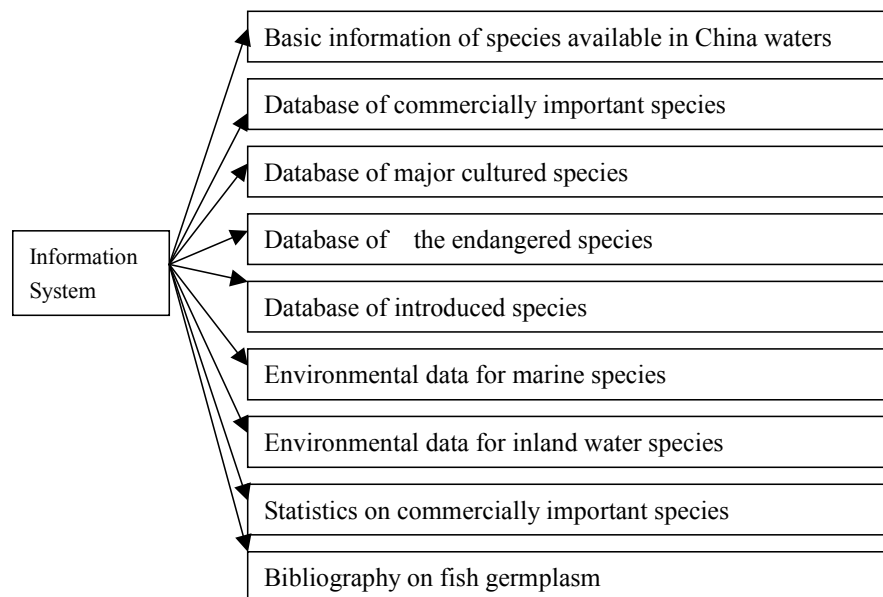 Basic information of species available in China waters
Database of commercially important species
Database of major cultured species
Database of the endangered species
Information
System
Database of introduced species
Environmental data for marine species
Environmental data for inland water species
Statistics on commercially important species
Bibliography on fish germplasm